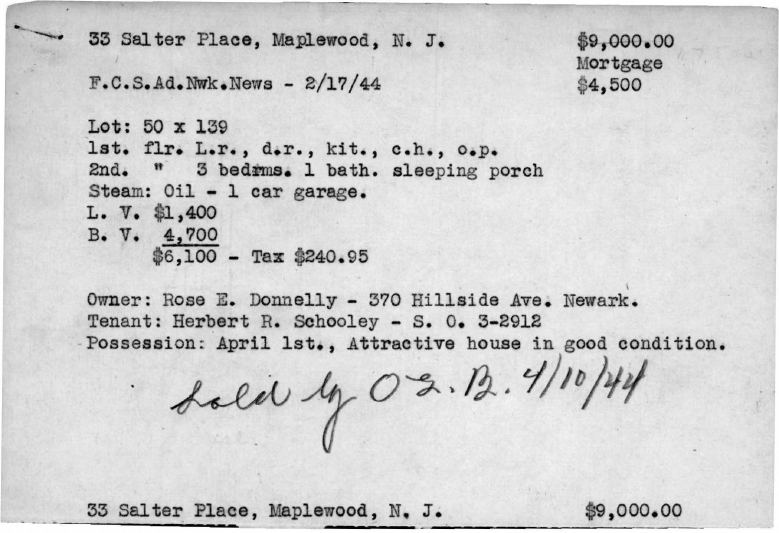 33 Salter Place, Maplewood, N. J. $9,000.00
Mortgage
F.C.S.Ad.Nwk.News - 2/17/44 $4,500
Lot: 50 x 139
1st. flr. L.r., d.r., kit., c.h., o.p.
2nd. " 3 bedrms. 1 bath. sleeping porch
Steam: Oil - 1 car garage.
L. V. $1,400
B. V. 4,700
$6,100 - Tax $240.95
Owner: Rose E. Donnelly - 370 Hillside Ave. Newark.
Tenant: Herbert R. Schooley - S. O. 3-2912
Possession: April 1st., Attractive house in good condition.
Sold by O.E.B. 4/10/44
33 Salter Place, Maplewood, N. J. $9,000.00